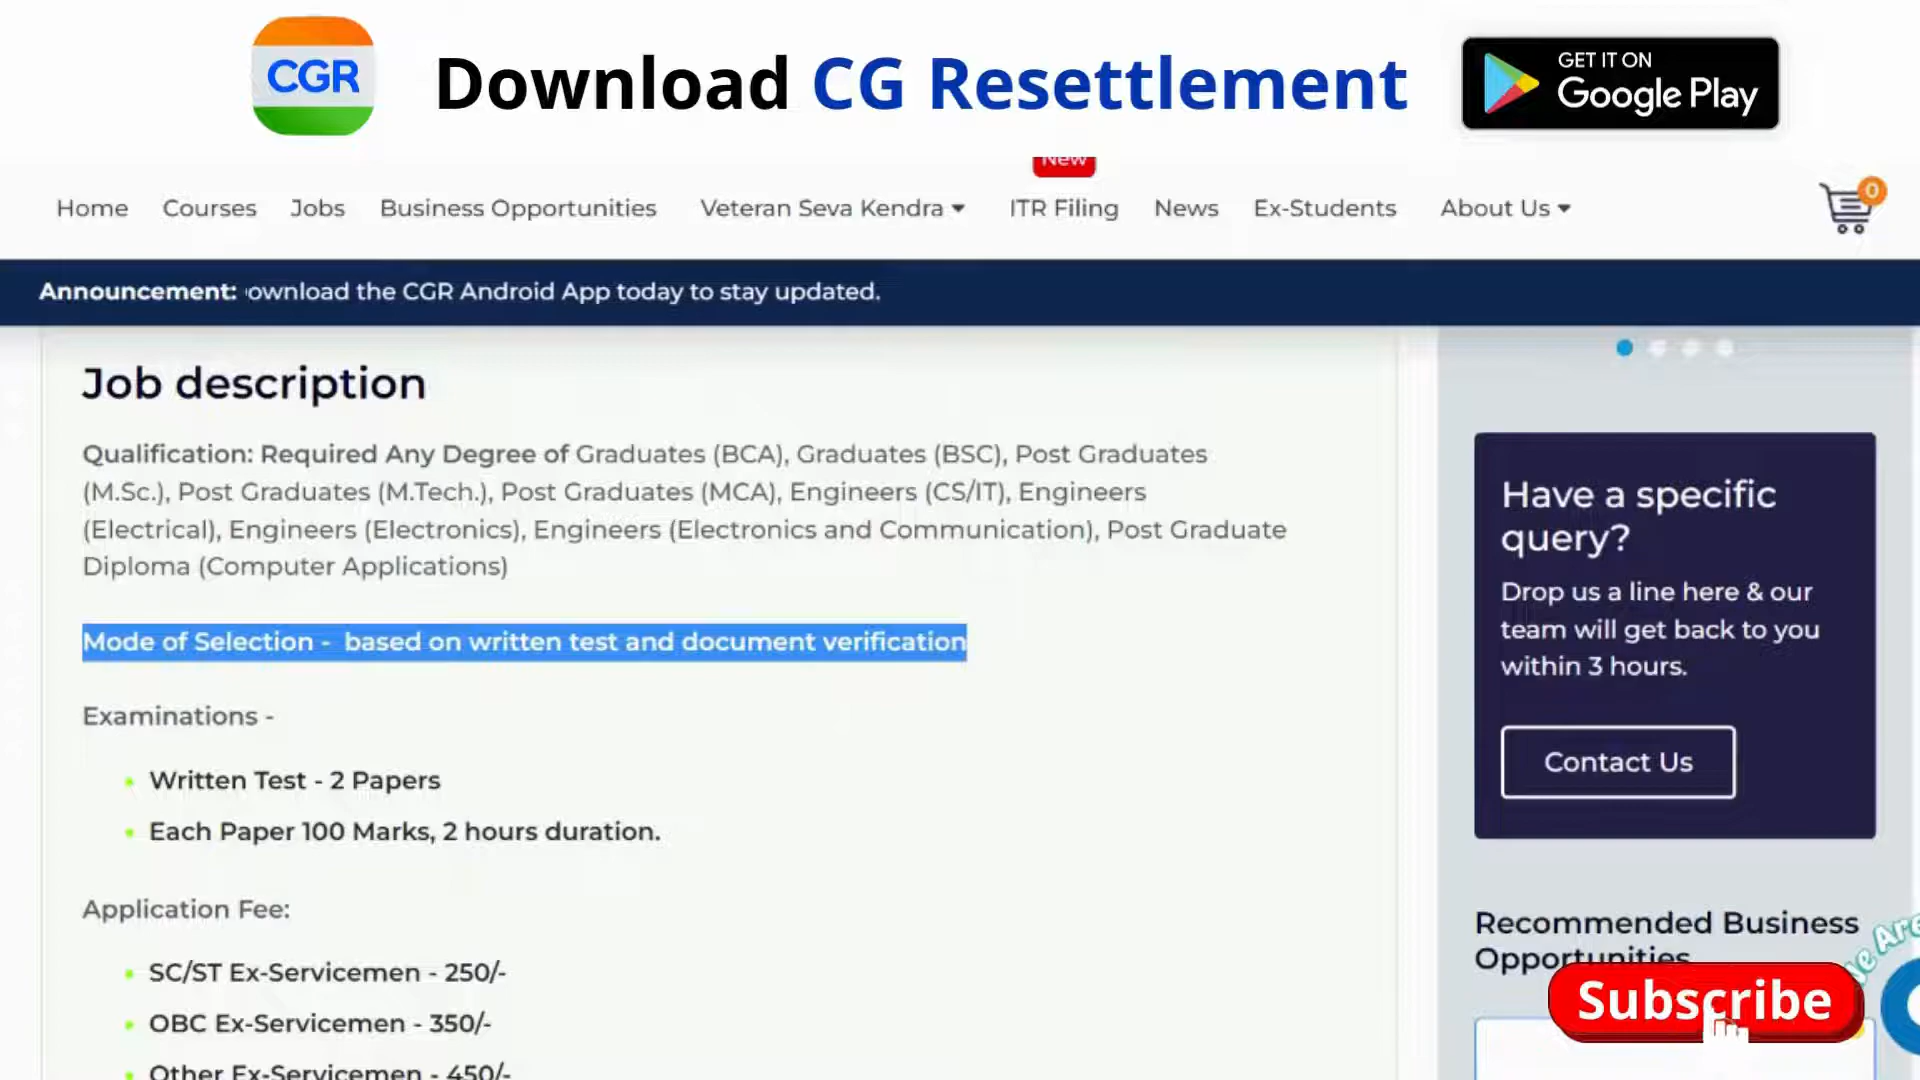 CGR
Download CG Resettlement
GET IT ON
Google Play
New
Home Courses Jobs Business Opportunities Veteran Seva Kendra ITR Filing News Ex-Students About Us
0
Announcement: ownload the CGR Android App today to stay updated.
Job description
Qualification: Required Any Degree of Graduates (BCA), Graduates (BSC), Post Graduates
(M.Sc.), Post Graduates (M.Tech.), Post Graduates (MCA), Engineers (CS/IT), Engineers
(Electrical), Engineers (Electronics), Engineers (Electronics and Communication), Post Graduate
Diploma (Computer Applications)
Mode of Selection - based on written test and document verification
Examinations -
Written Test - 2 Papers
Each Paper 100 Marks, 2 hours duration.
Application Fee:
SC/ST Ex-Servicemen - 250/-
OBC Ex-Servicemen - 350/-
Other Ex-Servicemen - 450/-
Have a specific
query?
Drop us a line here & our
team will get back to you
within 3 hours.
Contact Us
Recommended Business
Opportunities
We Are
Subscribe